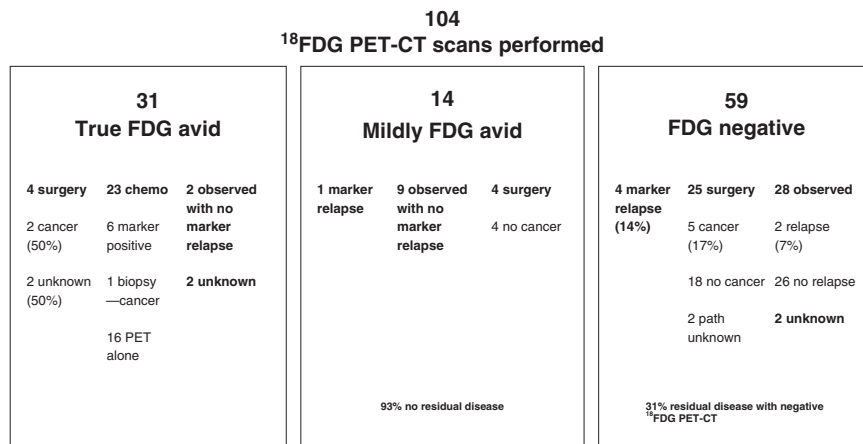 104
18FDG PET-CT scans performed
31
True FDG avid
4 surgery
2 cancer
(50%)
2 unknown
(50%)
23 chemo
6 marker
positive
1 biopsy
—cancer
16 PET
alone
2 observed
with no
marker
relapse
2 unknown
14
Mildly FDG avid
1 marker
relapse
9 observed
with no
marker
relapse
4 surgery
4 no cancer
93% no residual disease
59
FDG negative
4 marker
relapse
(14%)
25 surgery
5 cancer
(17%)
18 no cancer
2 path
unknown
28 observed
2 relapse
(7%)
26 no relapse
2 unknown
31% residual disease with negative
18FDG PET-CT